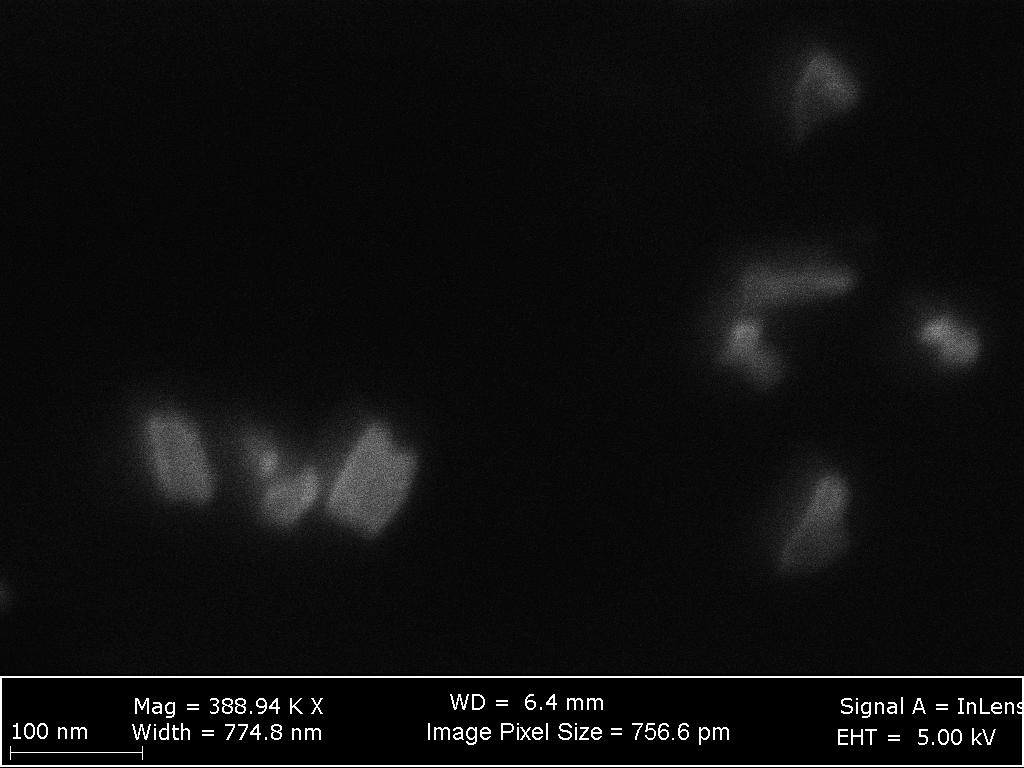 Mag = 388.94 K X
WD = 6.4 mm
Signal A = InLens
100 nm
Width = 774.8 nm
Image Pixel Size = 756.6 pm
EHT = 5.00 kV